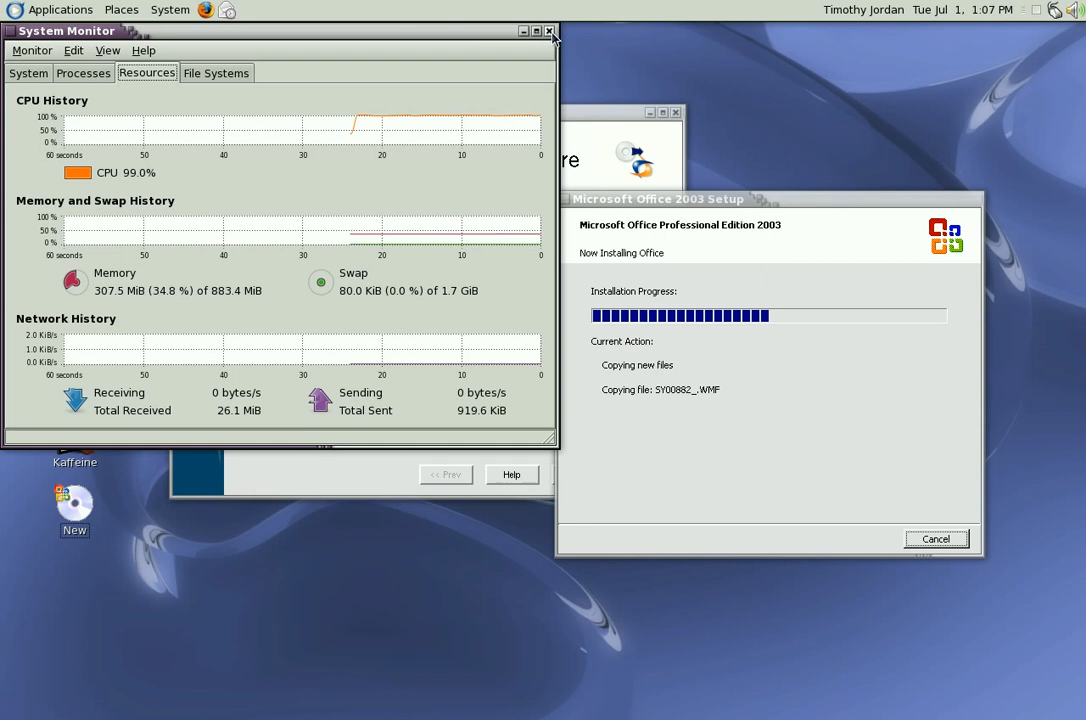 Applications Places System Timothy Jordan Tue Jul 1, 1:07 PM
System Monitor
Monitor Edit View Help
System Processes Resources File Systems
CPU History
100 %
50 %
0 %
60 seconds 50 40 30 20 10 0
CPU 99.0%
Memory and Swap History
100 %
50 %
0 %
60 seconds 50 40 30 20 10 0
Memory
307.5 MiB (34.8 %) of 883.4 MiB
Swap
80.0 KiB (0.0 %) of 1.7 GiB
Network History
2.0 KiB/s
1.0 KiB/s
0.0 KiB/s
60 seconds 50 40 30 20 10 0
Receiving 0 bytes/s
Total Received 26.1 MiB
Sending 0 bytes/s
Total Sent 919.6 KiB
re
Microsoft Office 2003 Setup
Microsoft Office Professional Edition 2003
Now Installing Office
Installation Progress:
Current Action:
Copying new files
Copying file: SY00882_.WMF
Cancel
<< Prev Help
Kaffeine
New